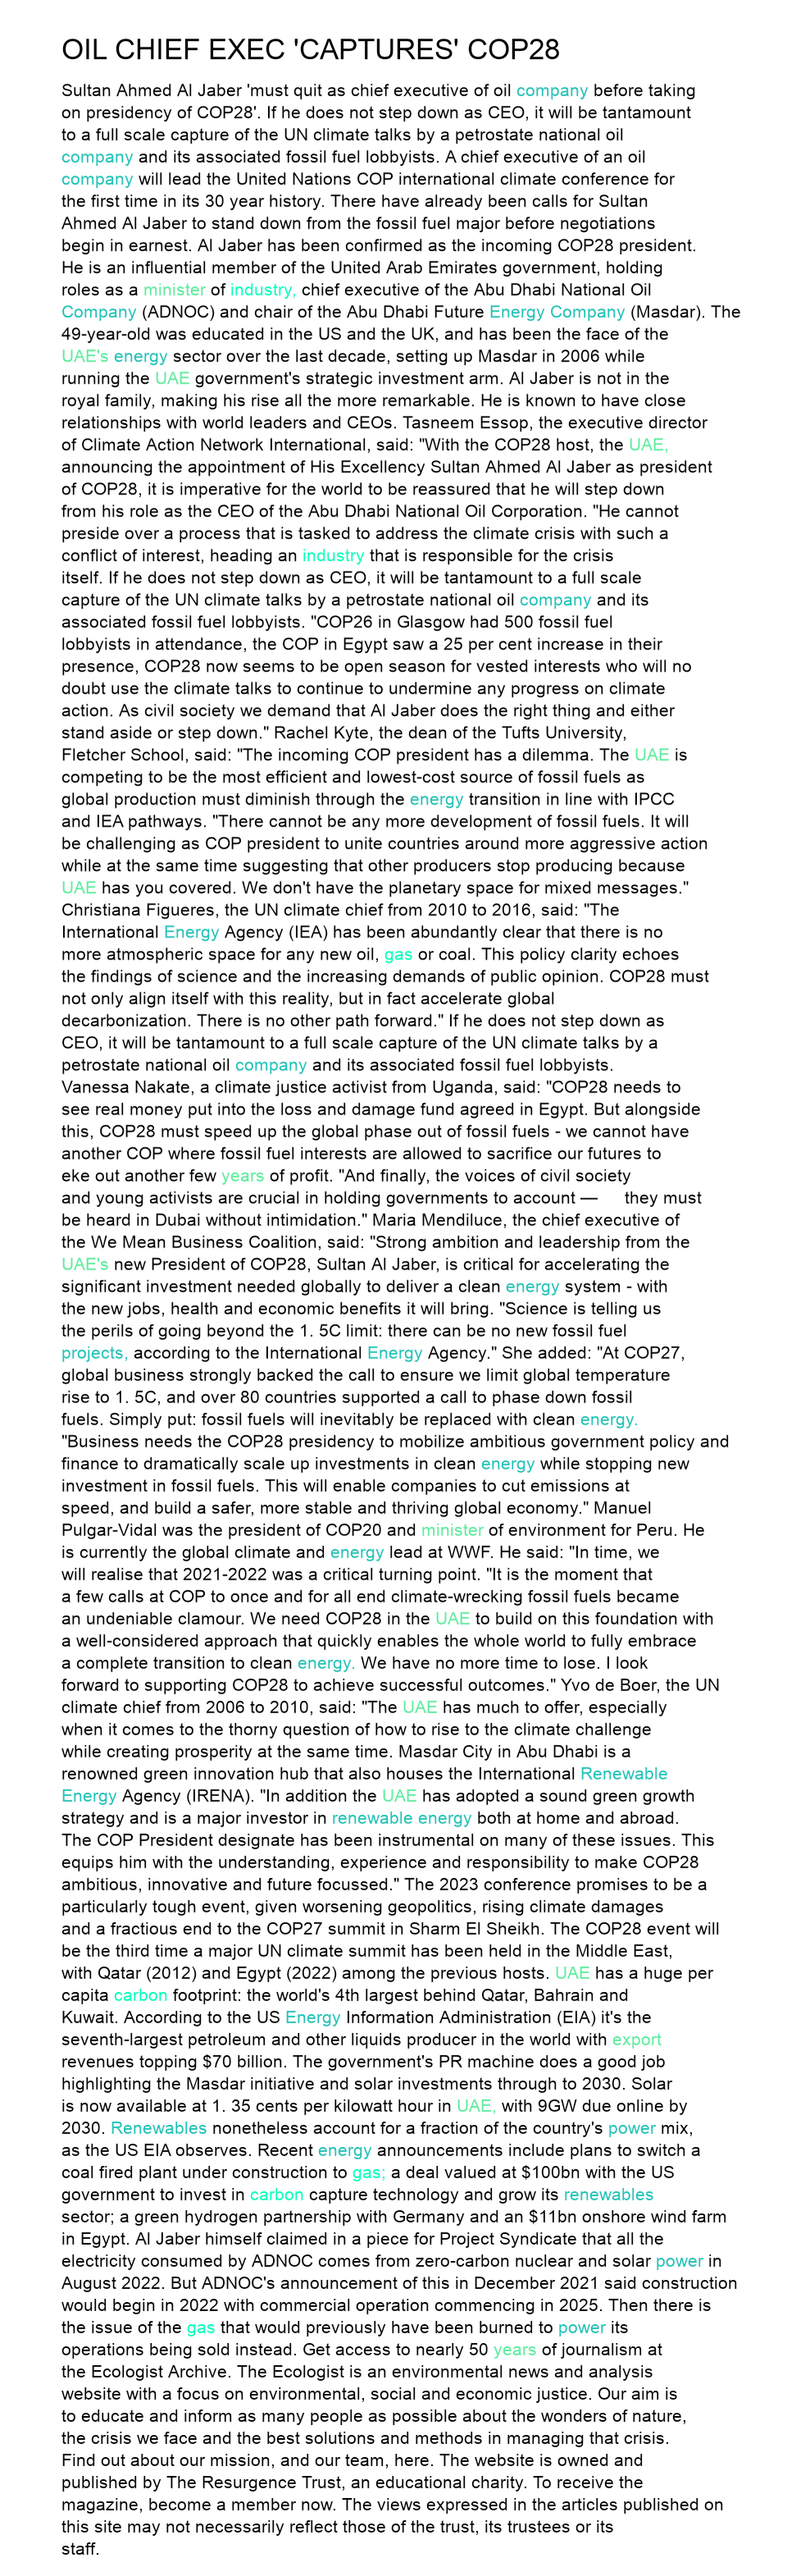 OIL CHIEF EXEC 'CAPTURES' COP28
Sultan Ahmed Al Jaber 'must quit as chief executive of oil company before taking
on presidency of COP28'. If he does not step down as CEO, it will be tantamount
to a full scale capture of the UN climate talks by a petrostate national oil
company and its associated fossil fuel lobbyists. A chief executive of an oil
company will lead the United Nations COP international climate conference for
the first time in its 30 year history. There have already been calls for Sultan
Ahmed Al Jaber to stand down from the fossil fuel major before negotiations
begin in earnest. Al Jaber has been confirmed as the incoming COP28 president.
He is an influential member of the United Arab Emirates government, holding
roles as a minister of industry, chief executive of the Abu Dhabi National Oil
Company (ADNOC) and chair of the Abu Dhabi Future Energy Company (Masdar). The
49-year-old was educated in the US and the UK, and has been the face of the
UAE's energy sector over the last decade, setting up Masdar in 2006 while
running the UAE government's strategic investment arm. Al Jaber is not in the
royal family, making his rise all the more remarkable. He is known to have close
relationships with world leaders and CEOs. Tasneem Essop, the executive director
of Climate Action Network International, said: "With the COP28 host, the UAE,
announcing the appointment of His Excellency Sultan Ahmed Al Jaber as president
of COP28, it is imperative for the world to be reassured that he will step down
from his role as the CEO of the Abu Dhabi National Oil Corporation. "He cannot
preside over a process that is tasked to address the climate crisis with such a
conflict of interest, heading an industry that is responsible for the crisis
itself. If he does not step down as CEO, it will be tantamount to a full scale
capture of the UN climate talks by a petrostate national oil company and its
associated fossil fuel lobbyists. "COP26 in Glasgow had 500 fossil fuel
lobbyists in attendance, the COP in Egypt saw a 25 per cent increase in their
presence, COP28 now seems to be open season for vested interests who will no
doubt use the climate talks to continue to undermine any progress on climate
action. As civil society we demand that Al Jaber does the right thing and either
stand aside or step down." Rachel Kyte, the dean of the Tufts University,
Fletcher School, said: "The incoming COP president has a dilemma. The UAE is
competing to be the most efficient and lowest-cost source of fossil fuels as
global production must diminish through the energy transition in line with IPCC
and IEA pathways. "There cannot be any more development of fossil fuels. It will
be challenging as COP president to unite countries around more aggressive action
while at the same time suggesting that other producers stop producing because
UAE has you covered. We don't have the planetary space for mixed messages."
Christiana Figueres, the UN climate chief from 2010 to 2016, said: "The
International Energy Agency (IEA) has been abundantly clear that there is no
more atmospheric space for any new oil, gas or coal. This policy clarity echoes
the findings of science and the increasing demands of public opinion. COP28 must
not only align itself with this reality, but in fact accelerate global
decarbonization. There is no other path forward." If he does not step down as
CEO, it will be tantamount to a full scale capture of the UN climate talks by a
petrostate national oil company and its associated fossil fuel lobbyists.
Vanessa Nakate, a climate justice activist from Uganda, said: "COP28 needs to
see real money put into the loss and damage fund agreed in Egypt. But alongside
this, COP28 must speed up the global phase out of fossil fuels - we cannot have
another COP where fossil fuel interests are allowed to sacrifice our futures to
eke out another few years of profit. "And finally, the voices of civil society
and young activists are crucial in holding governments to account — they must
be heard in Dubai without intimidation." Maria Mendiluce, the chief executive of
the We Mean Business Coalition, said: "Strong ambition and leadership from the
UAE's new President of COP28, Sultan Al Jaber, is critical for accelerating the
significant investment needed globally to deliver a clean energy system - with
the new jobs, health and economic benefits it will bring. "Science is telling us
the perils of going beyond the 1. 5C limit: there can be no new fossil fuel
projects, according to the International Energy Agency." She added: "At COP27,
global business strongly backed the call to ensure we limit global temperature
rise to 1. 5C, and over 80 countries supported a call to phase down fossil
fuels. Simply put: fossil fuels will inevitably be replaced with clean energy.
"Business needs the COP28 presidency to mobilize ambitious government policy and
finance to dramatically scale up investments in clean energy while stopping new
investment in fossil fuels. This will enable companies to cut emissions at
speed, and build a safer, more stable and thriving global economy." Manuel
Pulgar-Vidal was the president of COP20 and minister of environment for Peru. He
is currently the global climate and energy lead at WWF. He said: "In time, we
will realise that 2021-2022 was a critical turning point. "It is the moment that
a few calls at COP to once and for all end climate-wrecking fossil fuels became
an undeniable clamour. We need COP28 in the UAE to build on this foundation with
a well-considered approach that quickly enables the whole world to fully embrace
a complete transition to clean energy. We have no more time to lose. I look
forward to supporting COP28 to achieve successful outcomes." Yvo de Boer, the UN
climate chief from 2006 to 2010, said: "The UAE has much to offer, especially
when it comes to the thorny question of how to rise to the climate challenge
while creating prosperity at the same time. Masdar City in Abu Dhabi is a
renowned green innovation hub that also houses the International Renewable
Energy Agency (IRENA). "In addition the UAE has adopted a sound green growth
strategy and is a major investor in renewable energy both at home and abroad.
The COP President designate has been instrumental on many of these issues. This
equips him with the understanding, experience and responsibility to make COP28
ambitious, innovative and future focussed." The 2023 conference promises to be a
particularly tough event, given worsening geopolitics, rising climate damages
and a fractious end to the COP27 summit in Sharm El Sheikh. The COP28 event will
be the third time a major UN climate summit has been held in the Middle East,
with Qatar (2012) and Egypt (2022) among the previous hosts. UAE has a huge per
capita carbon footprint: the world's 4th largest behind Qatar, Bahrain and
Kuwait. According to the US Energy Information Administration (EIA) it's the
seventh-largest petroleum and other liquids producer in the world with export
revenues topping $70 billion. The government's PR machine does a good job
highlighting the Masdar initiative and solar investments through to 2030. Solar
is now available at 1. 35 cents per kilowatt hour in UAE, with 9GW due online by
2030. Renewables nonetheless account for a fraction of the country's power mix,
as the US EIA observes. Recent energy announcements include plans to switch a
coal fired plant under construction to gas; a deal valued at $100bn with the US
government to invest in carbon capture technology and grow its renewables
sector; a green hydrogen partnership with Germany and an $11bn onshore wind farm
in Egypt. Al Jaber himself claimed in a piece for Project Syndicate that all the
electricity consumed by ADNOC comes from zero-carbon nuclear and solar power in
August 2022. But ADNOC's announcement of this in December 2021 said construction
would begin in 2022 with commercial operation commencing in 2025. Then there is
the issue of the gas that would previously have been burned to power its
operations being sold instead. Get access to nearly 50 years of journalism at
the Ecologist Archive. The Ecologist is an environmental news and analysis
website with a focus on environmental, social and economic justice. Our aim is
to educate and inform as many people as possible about the wonders of nature,
the crisis we face and the best solutions and methods in managing that crisis.
Find out about our mission, and our team, here. The website is owned and
published by The Resurgence Trust, an educational charity. To receive the
magazine, become a member now. The views expressed in the articles published on
this site may not necessarily reflect those of the trust, its trustees or its
staff.